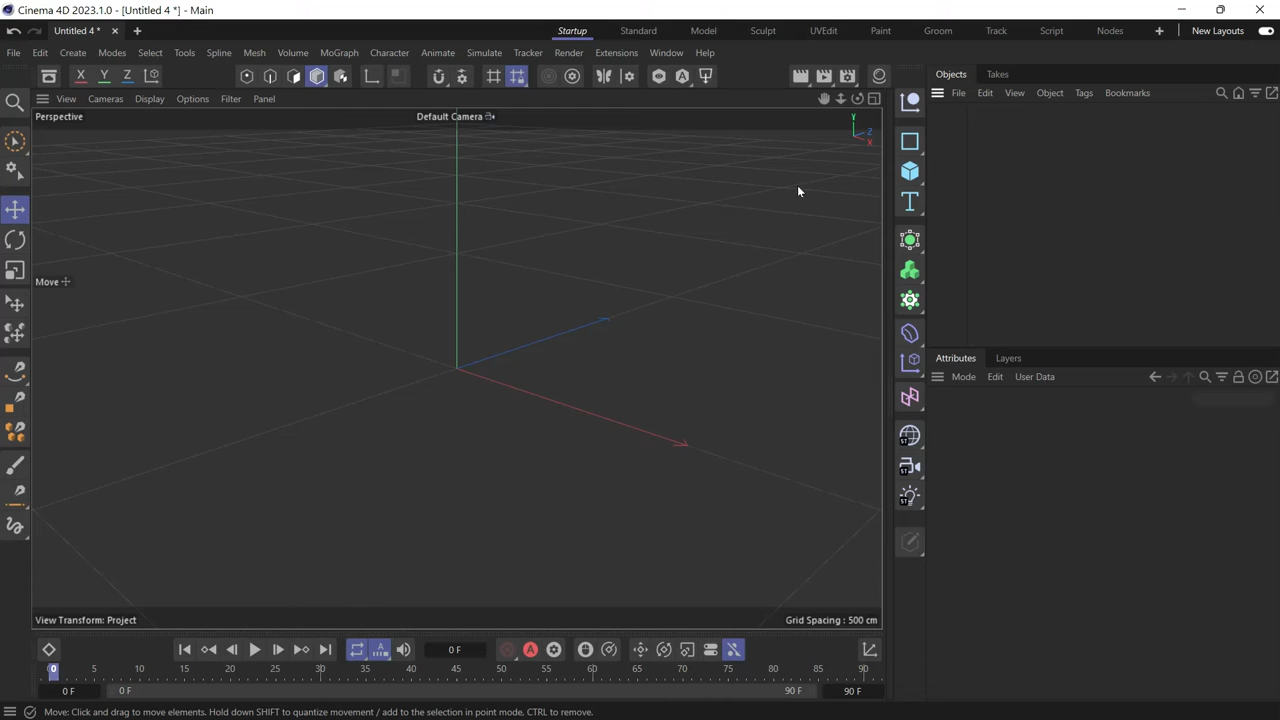 Cinema 4D 2023.1.0 - [Untitled 4 *] - Main
Untitled 4 *
Startup Standard Model Sculpt UVEdit Paint Groom Track Script Nodes New Layouts
File Edit Create Modes Select Tools Spline Mesh Volume MoGraph Character Animate Simulate Tracker Render Extensions Window Help
X Y Z
Objects Takes
View Cameras Display Options Filter Panel
File Edit View Object Tags Bookmarks
Perspective
Default Camera
Y
Z
X
Move
Attributes Layers
Mode Edit User Data
ST
ST
ST
View Transform: Project
Grid Spacing : 500 cm
A
0 F
0 5 10 15 20 25 30 35 40 45 50 55 60 65 70 75 80 85 90
0 F 0 F 90 F 90 F
Move: Click and drag to move elements. Hold down SHIFT to quantize movement / add to the selection in point mode, CTRL to remove.